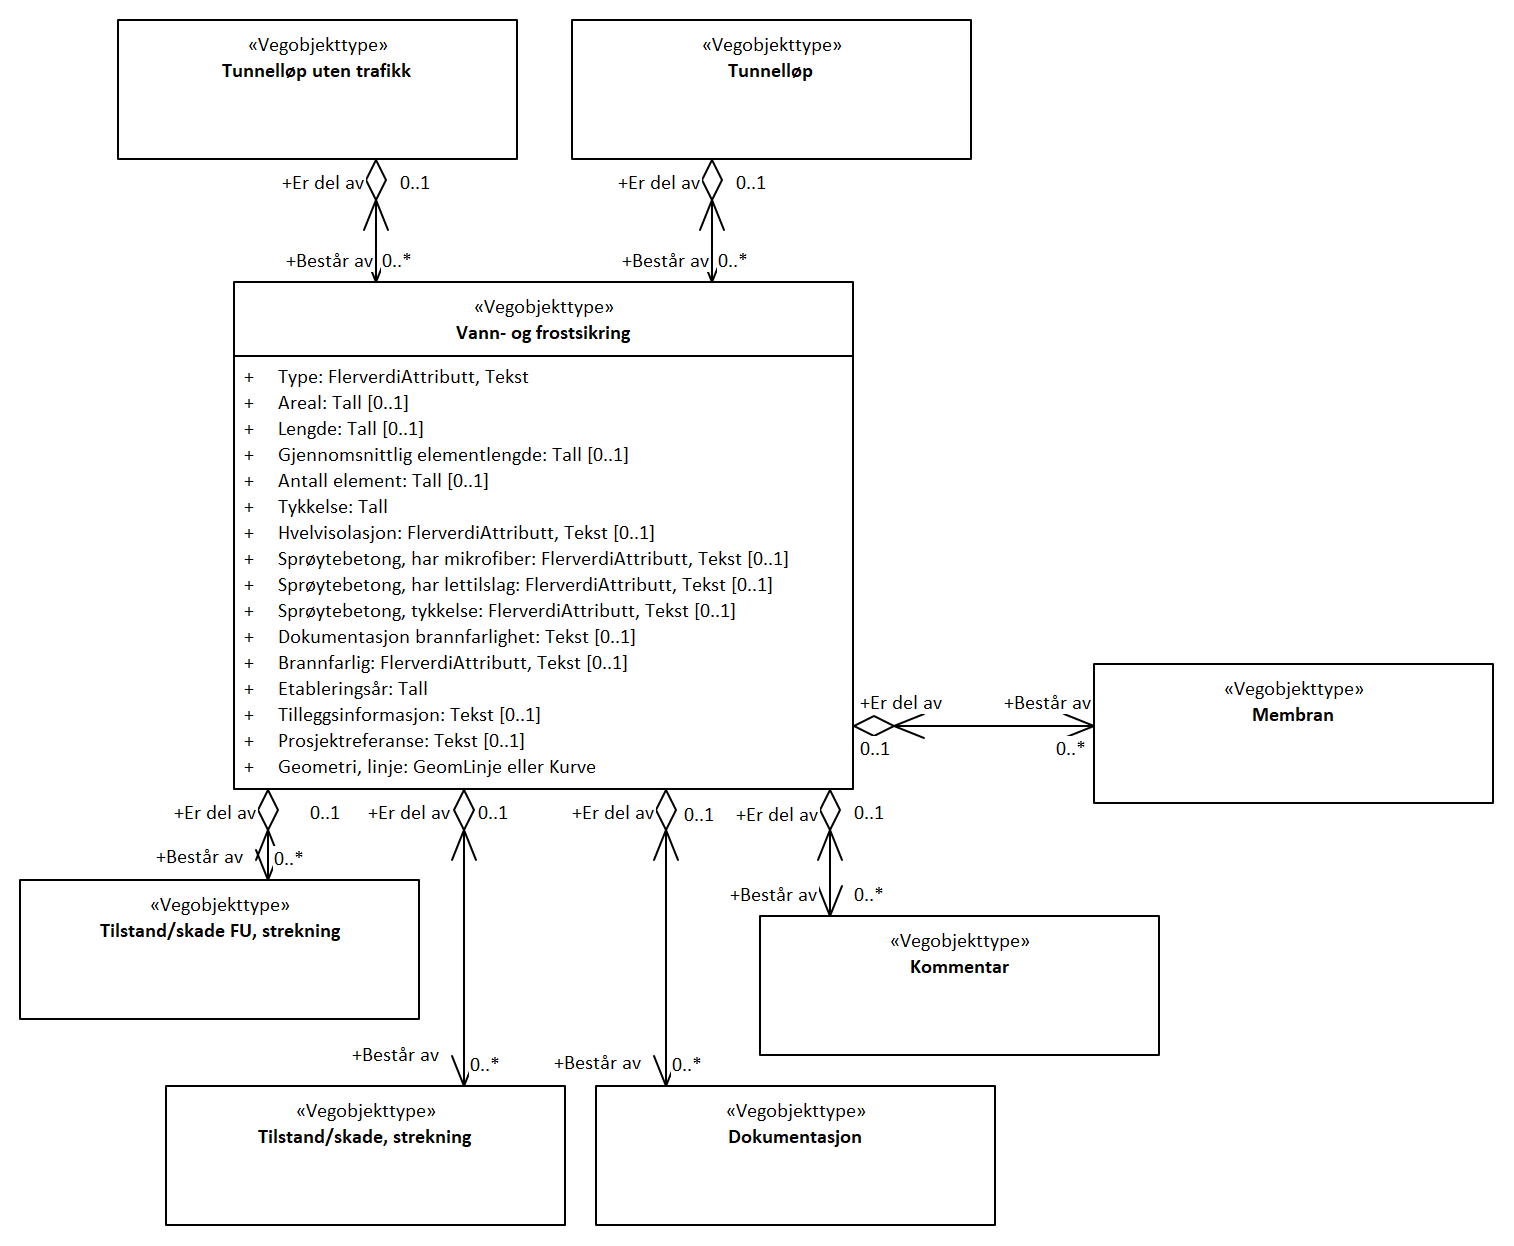 «Vegobjekttype»
Tunnelløp uten trafikk
«Vegobjekttype»
Tunnelløp
+Er del av 0..1
+Er del av 0..1
+Består av 0..*
+Består av 0..*
«Vegobjekttype»
Vann- og frostsikring
+ Type: FlerverdiAttributt, Tekst
+ Areal: Tall [0..1]
+ Lengde: Tall [0..1]
+ Gjennomsnittlig elementlengde: Tall [0..1]
+ Antall element: Tall [0..1]
+ Tykkelse: Tall
+ Hvelvisolasjon: FlerverdiAttributt, Tekst [0..1]
+ Sprøytebetong, har mikrofiber: FlerverdiAttributt, Tekst [0..1]
+ Sprøytebetong, har lettilslag: FlerverdiAttributt, Tekst [0..1]
+ Sprøytebetong, tykkelse: FlerverdiAttributt, Tekst [0..1]
+ Dokumentasjon brannfarlighet: Tekst [0..1]
+ Brannfarlig: FlerverdiAttributt, Tekst [0..1]
+ Etableringsår: Tall
+ Tilleggsinformasjon: Tekst [0..1]
+ Prosjektreferanse: Tekst [0..1]
+ Geometri, linje: GeomLinje eller Kurve
+Er del av
+Består av
0..1
0..*
«Vegobjekttype»
Membran
+Er del av 0..1
+Er del av 0..1
+Er del av 0..1
+Er del av 0..1
+Består av 0..*
+Består av 0..*
«Vegobjekttype»
Tilstand/skade FU, strekning
«Vegobjekttype»
Kommentar
+Består av 0..*
+Består av 0..*
«Vegobjekttype»
Tilstand/skade, strekning
«Vegobjekttype»
Dokumentasjon